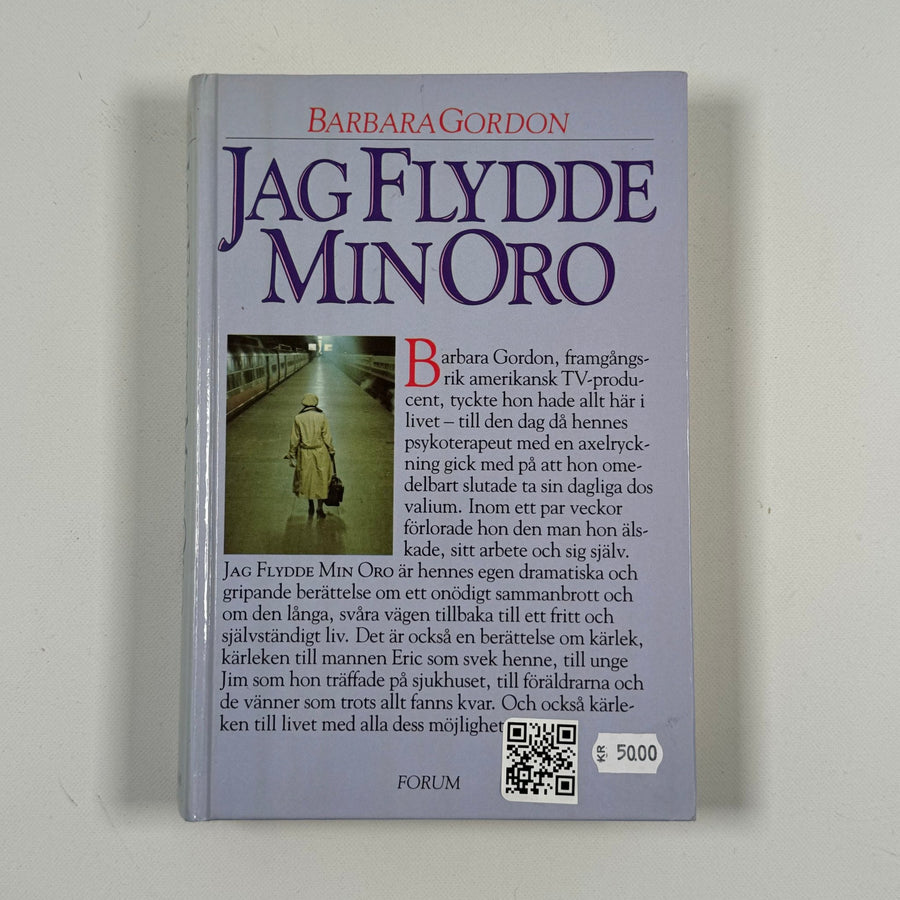 BARBARA GORDON
JAG FLYDDE
MIN ORO
Barbara Gordon, framgångs-
rik amerikansk TV-produ-
cent, tyckte hon hade allt här i
livet – till den dag då hennes
psykoterapeut med en axelryck-
ning gick med på att hon ome-
delbart slutade ta sin dagliga dos
valium. Inom ett par veckor
förlorade hon den man hon äls-
kade, sitt arbete och sig själv.
JAG FLYDDE MIN ORO är hennes egen dramatiska och
gripande berättelse om ett onödigt sammanbrott och
om den långa, svåra vägen tillbaka till ett fritt och
självständigt liv. Det är också en berättelse om kärlek,
kärleken till mannen Eric som svek henne, till unge
Jim som hon träffade på sjukhuset, till föräldrarna och
de vänner som trots allt fanns kvar. Och också kärle-
ken till livet med alla dess möjlighet
KR 50.00
FORUM